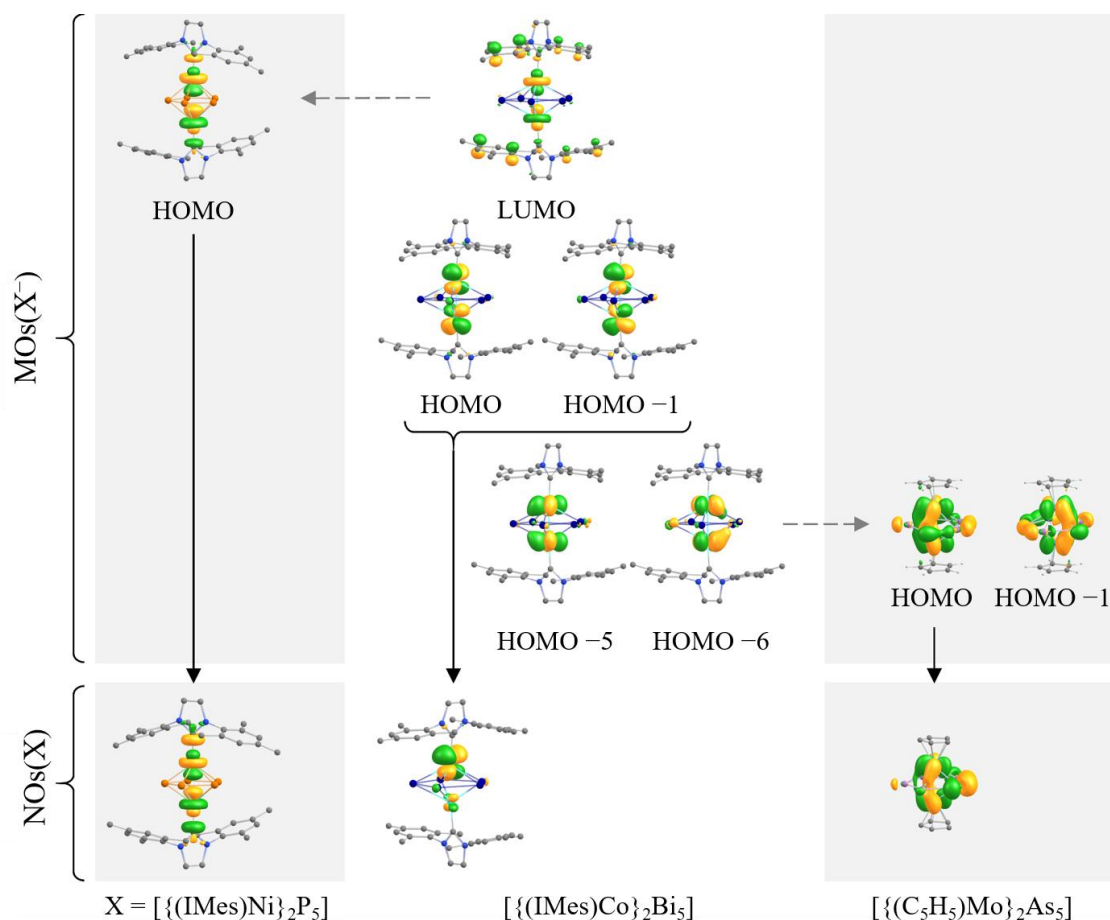 HOMO
LUMO
MOs(X⁻)
HOMO
HOMO −1
HOMO −5
HOMO −6
HOMO
HOMO −1
NOs(X)
X = [{(IMes)Ni}₂P₅]
[{(IMes)Co}₂Bi₅]
[{(C₅H₅)Mo}₂As₅]